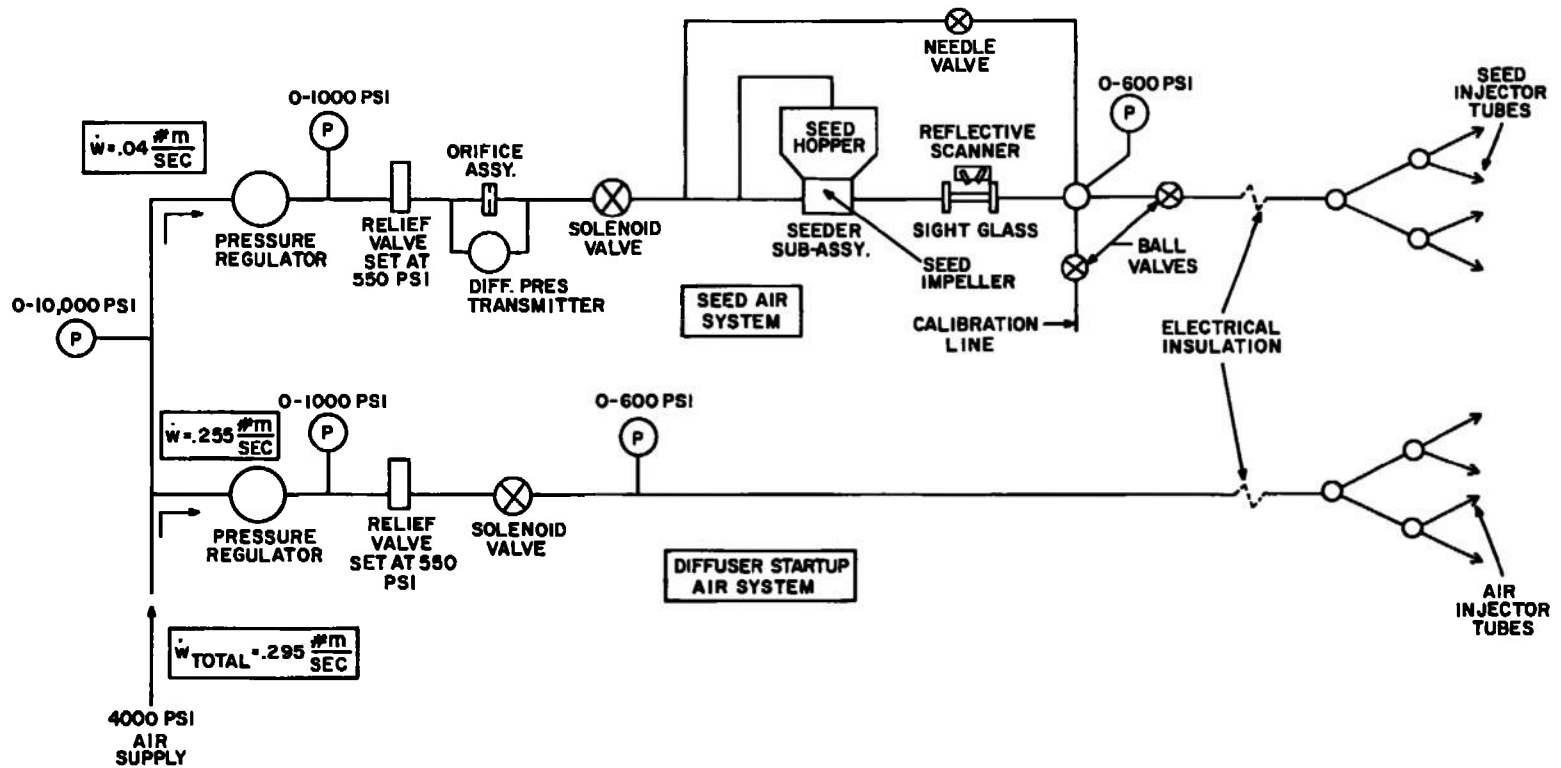 NEEDLE
VALVE
0-1000 PSI
P
0-600 PSI
P
SEED
INJECTOR
TUBES
ẇ=.04 #m/SEC
ORIFICE
ASSY.
SEED
HOPPER
REFLECTIVE
SCANNER
PRESSURE
REGULATOR
RELIEF
VALVE
SET AT
550 PSI
DIFF. PRES
TRANSMITTER
SOLENOID
VALVE
SEEDER
SUB-ASSY.
SIGHT GLASS
SEED
IMPELLER
BALL
VALVES
0-10,000 PSI
P
SEED AIR
SYSTEM
CALIBRATION
LINE
ELECTRICAL
INSULATION
0-1000 PSI
P
0-600 PSI
P
ẇ=.255 #m/SEC
PRESSURE
REGULATOR
RELIEF
VALVE
SET AT 550
PSI
SOLENOID
VALVE
DIFFUSER STARTUP
AIR SYSTEM
AIR
INJECTOR
TUBES
ẇ TOTAL =.295 #m/SEC
4000 PSI
AIR
SUPPLY